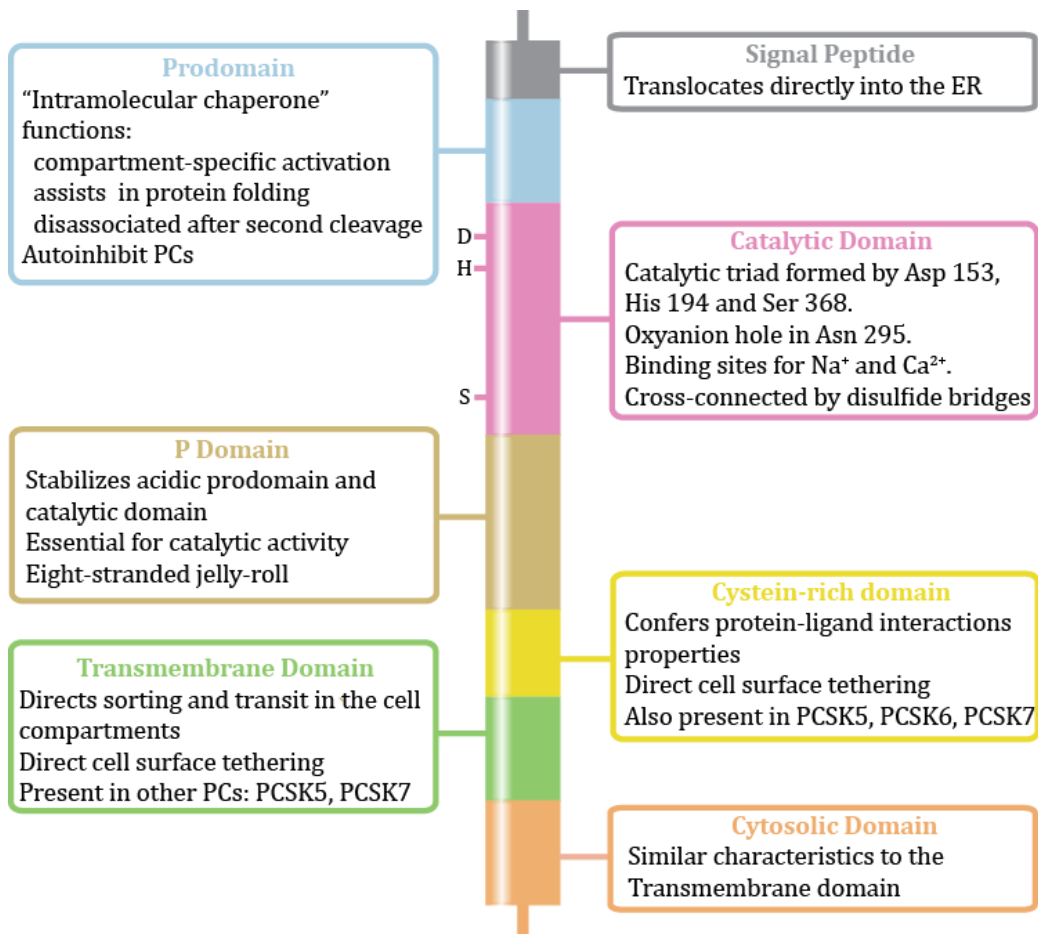 Prodomain
“Intramolecular chaperone”
functions:
compartment-specific activation
assists in protein folding
disassociated after second cleavage
Autoinhibit PCs
Signal Peptide
Translocates directly into the ER
D
H
S
Catalytic Domain
Catalytic triad formed by Asp 153,
His 194 and Ser 368.
Oxyanion hole in Asn 295.
Binding sites for Na⁺ and Ca²⁺.
Cross-connected by disulfide bridges
P Domain
Stabilizes acidic prodomain and
catalytic domain
Essential for catalytic activity
Eight-stranded jelly-roll
Cystein-rich domain
Confers protein-ligand interactions
properties
Direct cell surface tethering
Also present in PCSK5, PCSK6, PCSK7
Transmembrane Domain
Directs sorting and transit in the cell
compartments
Direct cell surface tethering
Present in other PCs: PCSK5, PCSK7
Cytosolic Domain
Similar characteristics to the
Transmembrane domain